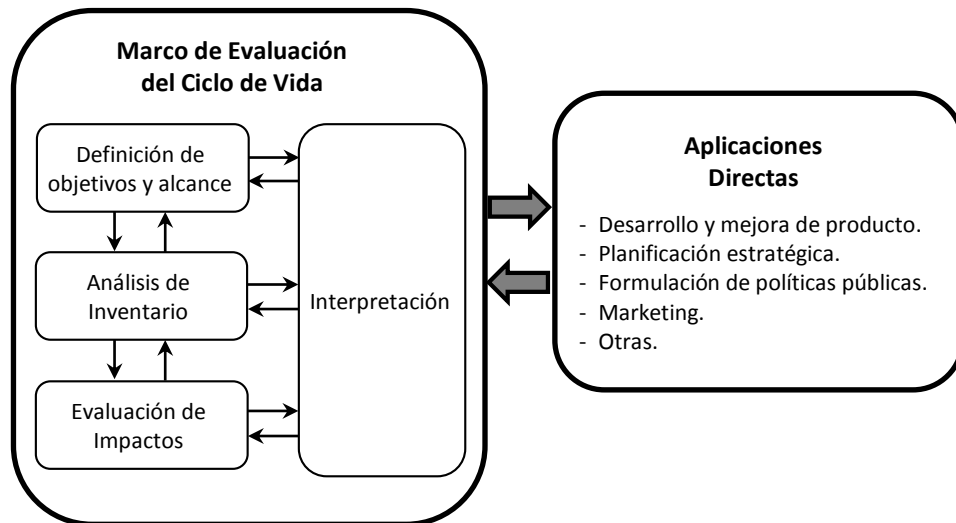 Marco de Evaluación
del Ciclo de Vida
Definición de
objetivos y alcance
Análisis de
Inventario
Evaluación de
Impactos
Interpretación
Aplicaciones
Directas
- Desarrollo y mejora de producto.
- Planificación estratégica.
- Formulación de políticas públicas.
- Marketing.
- Otras.